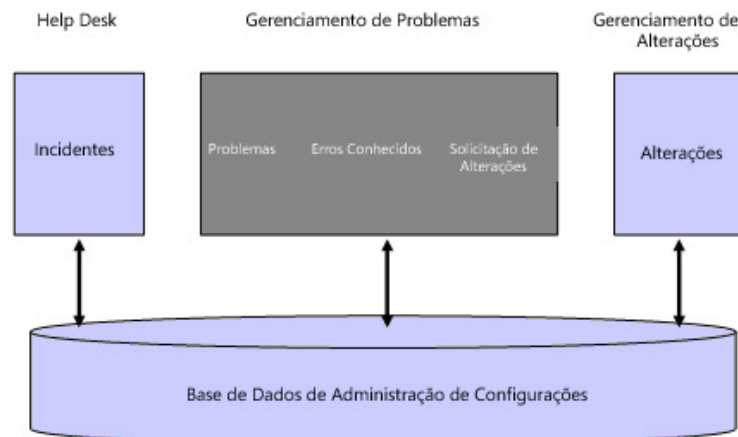 Help Desk
Gerenciamento de Problemas
Gerenciamento de
Alterações
Incidentes
Problemas
Erros Conhecidos
Solicitação de
Alterações
Alterações
Base de Dados de Administração de Configurações